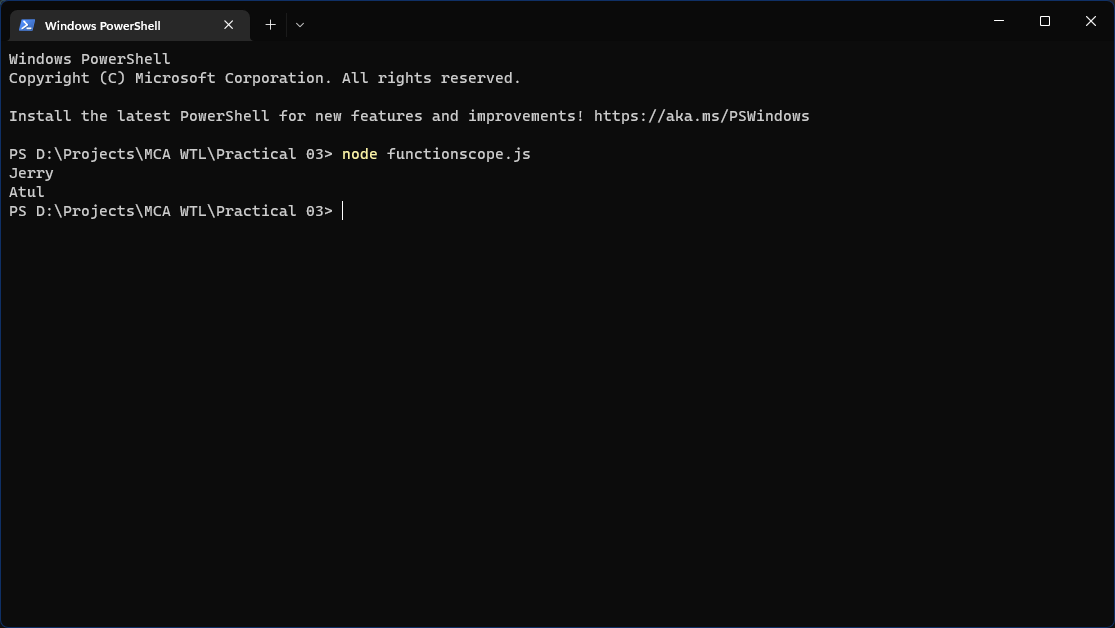 Windows PowerShell
Windows PowerShell
Copyright (C) Microsoft Corporation. All rights reserved.
Install the latest PowerShell for new features and improvements! https://aka.ms/PSWindows
PS D:\Projects\MCA WTL\Practical 03> node functionscope.js
Jerry
Atul
PS D:\Projects\MCA WTL\Practical 03>